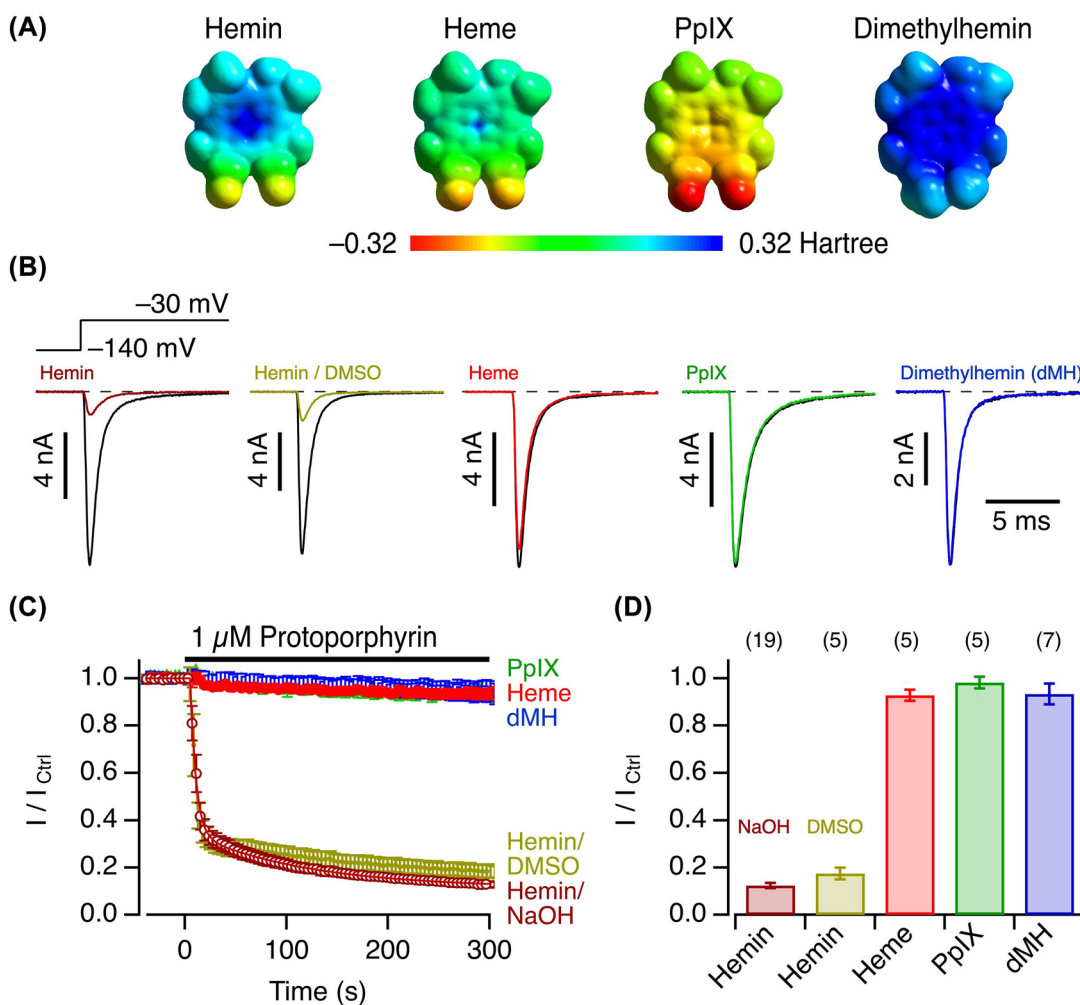 (A)
Hemin Heme PpIX Dimethylhemin
−0.32 0.32 Hartree
(B)
−30 mV
−140 mV
Hemin Hemin / DMSO Heme PpIX Dimethylhemin (dMH)
4 nA 4 nA 4 nA 4 nA 2 nA
5 ms
(C)
1 µM Protoporphyrin
I / I Ctrl
1.0
0.8
0.6
0.4
0.2
0.0
PpIX
Heme
dMH
Hemin/
DMSO
Hemin/
NaOH
0 100 200 300
Time (s)
(D)
(19) (5) (5) (5) (7)
I / I Ctrl
1.0
0.8
0.6
0.4
0.2
0.0
NaOH DMSO
Hemin Hemin Heme PpIX dMH